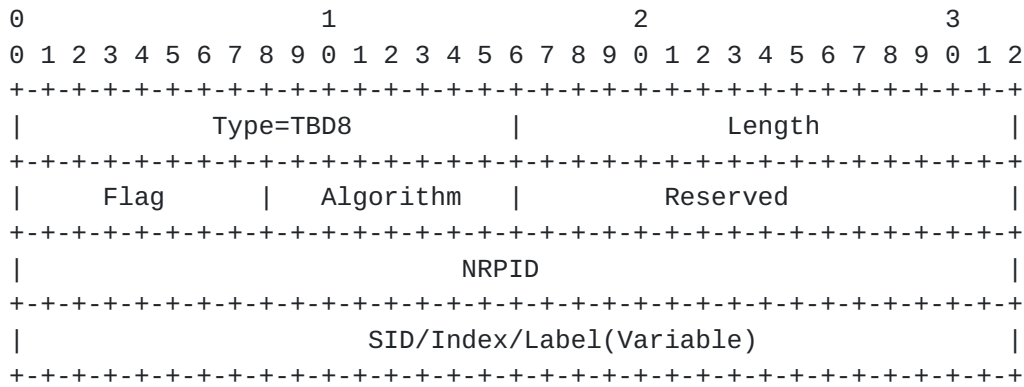 0                   1                   2                   3
0 1 2 3 4 5 6 7 8 9 0 1 2 3 4 5 6 7 8 9 0 1 2 3 4 5 6 7 8 9 0 1 2
+-+-+-+-+-+-+-+-+-+-+-+-+-+-+-+-+-+-+-+-+-+-+-+-+-+-+-+-+-+-+-+-+
|            Type=TBD8          |             Length            |
+-+-+-+-+-+-+-+-+-+-+-+-+-+-+-+-+-+-+-+-+-+-+-+-+-+-+-+-+-+-+-+-+
|     Flag      |   Algorithm   |         Reserved              |
+-+-+-+-+-+-+-+-+-+-+-+-+-+-+-+-+-+-+-+-+-+-+-+-+-+-+-+-+-+-+-+-+
|                            NRPID                              |
+-+-+-+-+-+-+-+-+-+-+-+-+-+-+-+-+-+-+-+-+-+-+-+-+-+-+-+-+-+-+-+-+
|                      SID/Index/Label(Variable)                |
+-+-+-+-+-+-+-+-+-+-+-+-+-+-+-+-+-+-+-+-+-+-+-+-+-+-+-+-+-+-+-+-+